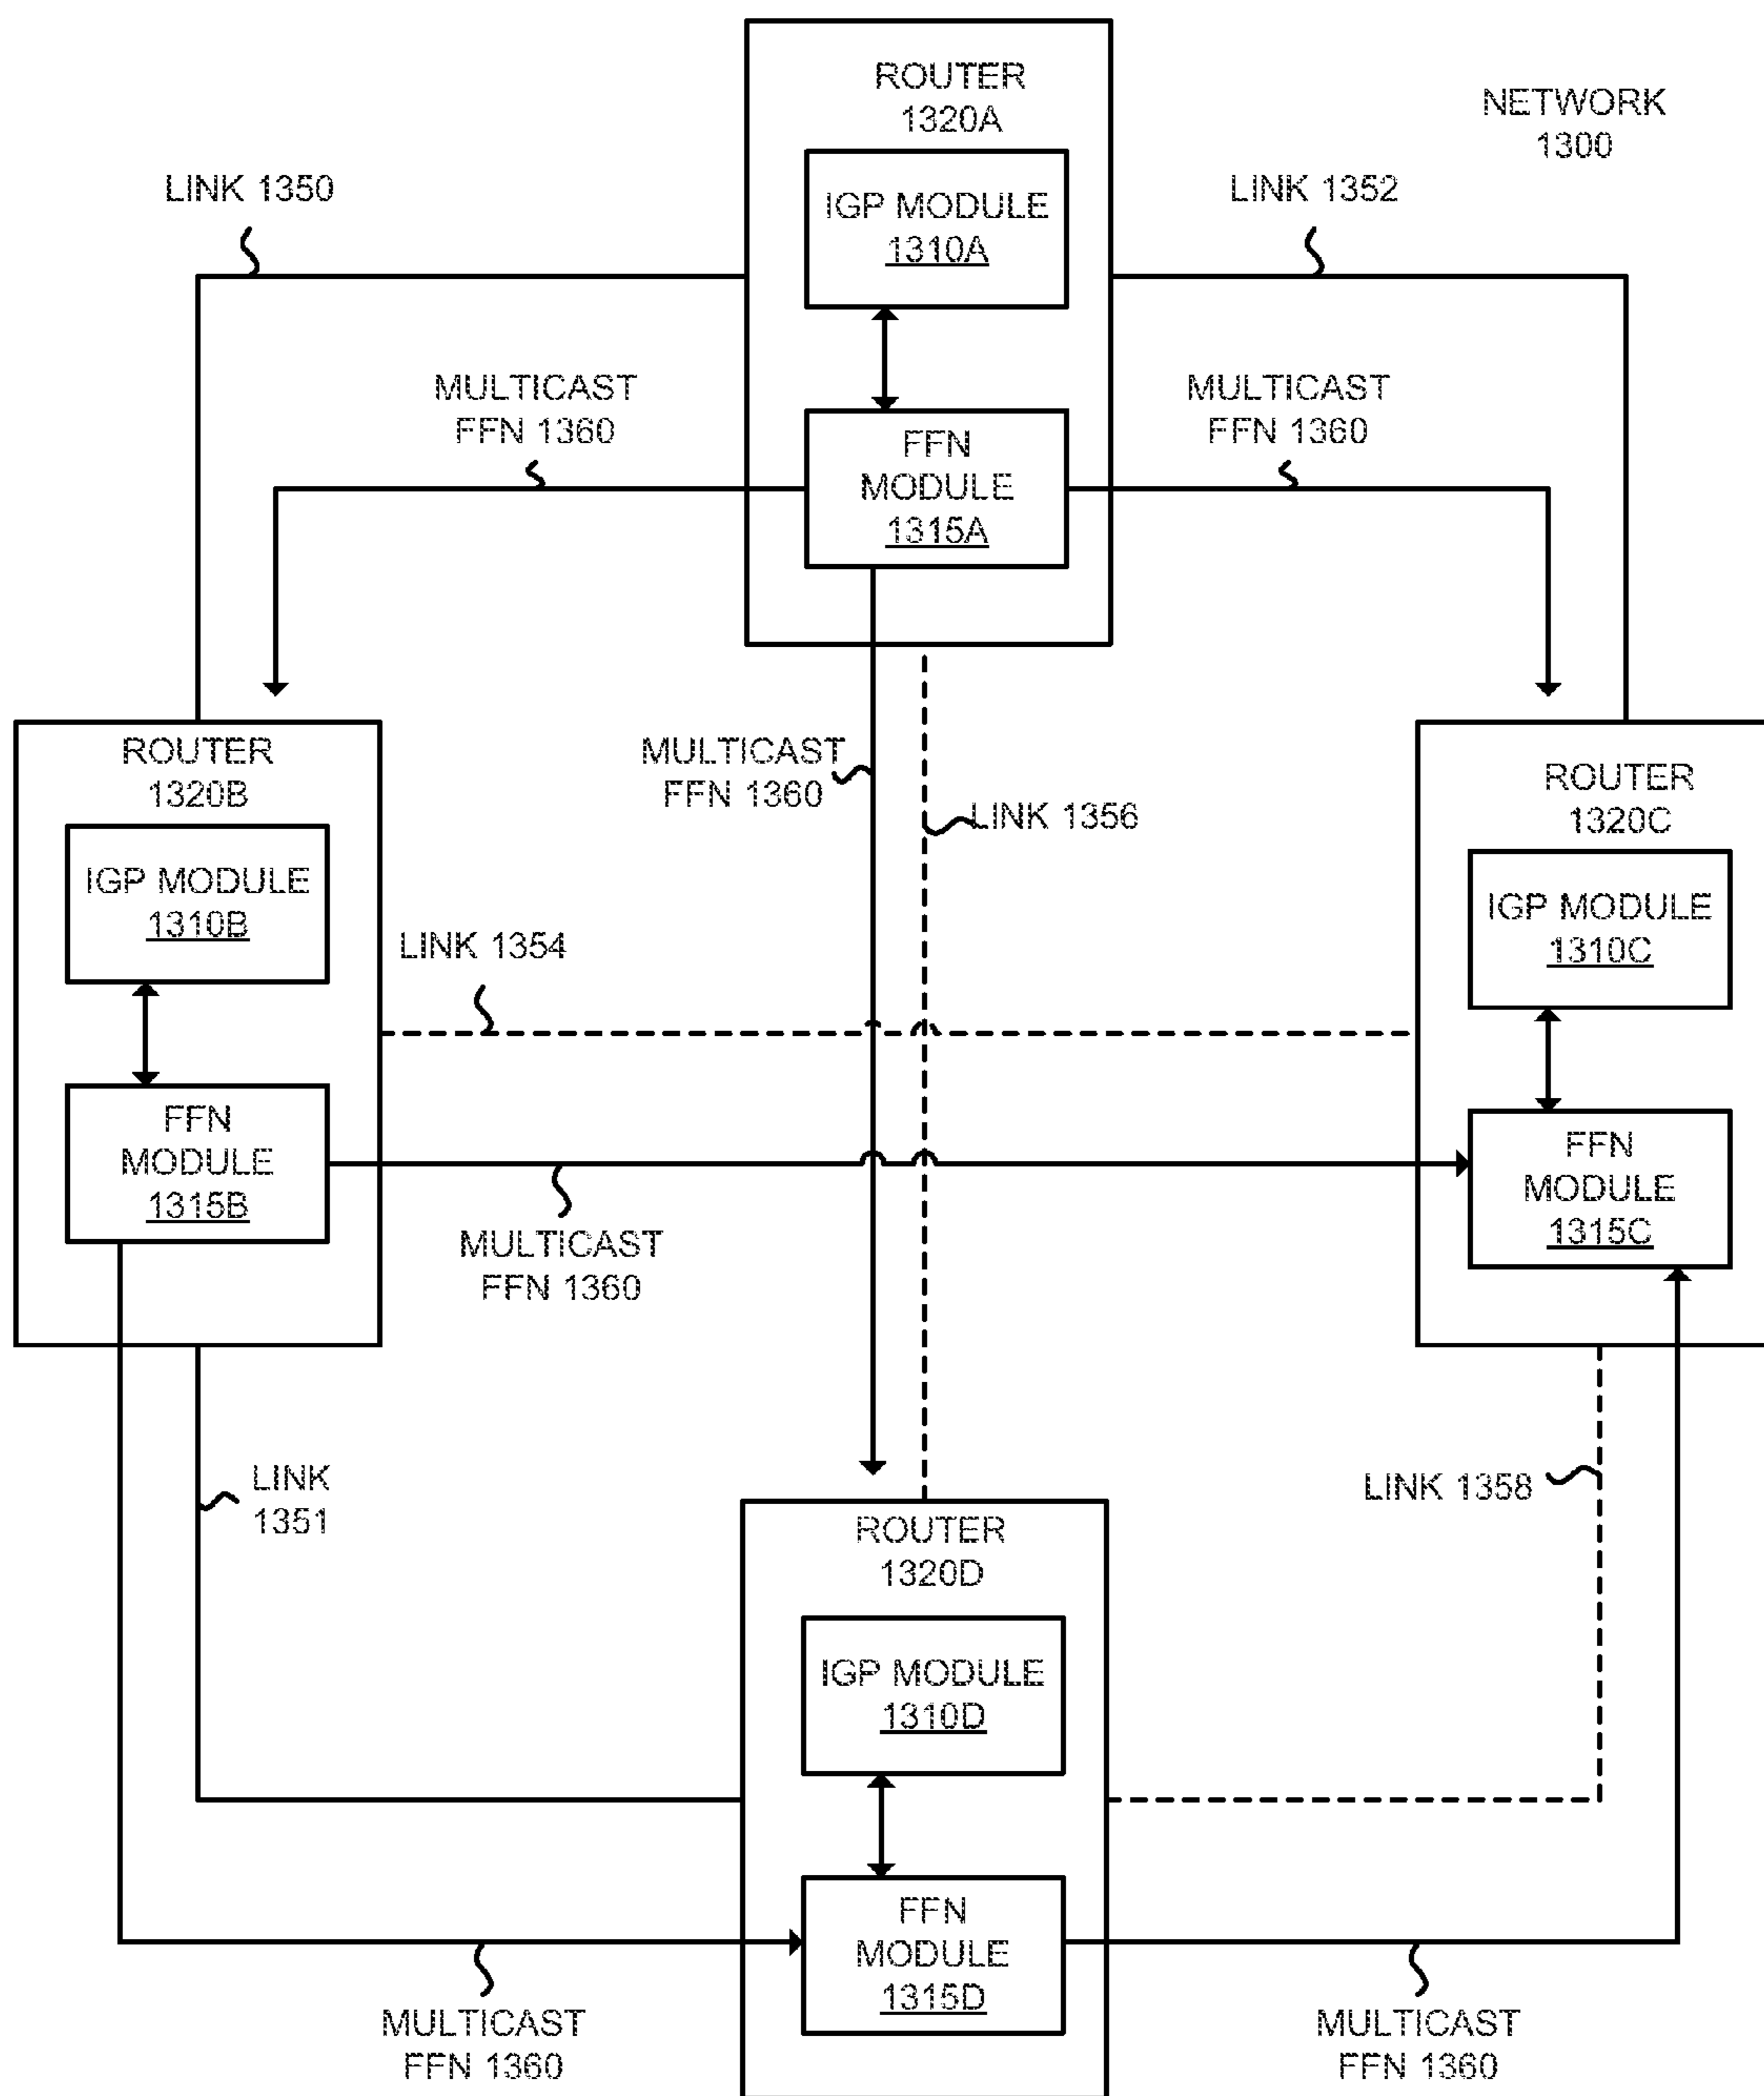 ROUTER
1320A
NETWORK
1300
IGP MODULE
1310A
LINK 1350
LINK 1352
MULTICAST
FFN 1360
MULTICAST
FFN 1360
FFN
MODULE
1315A
ROUTER
1320B
MULTICAST
FFN 1360
LINK 1356
ROUTER
1320C
IGP MODULE
1310B
IGP MODULE
1310C
LINK 1354
FFN
MODULE
1315B
FFN
MODULE
1315C
MULTICAST
FFN 1360
LINK
1351
LINK 1358
ROUTER
1320D
IGP MODULE
1310D
FFN
MODULE
1315D
MULTICAST
FFN 1360
MULTICAST
FFN 1360